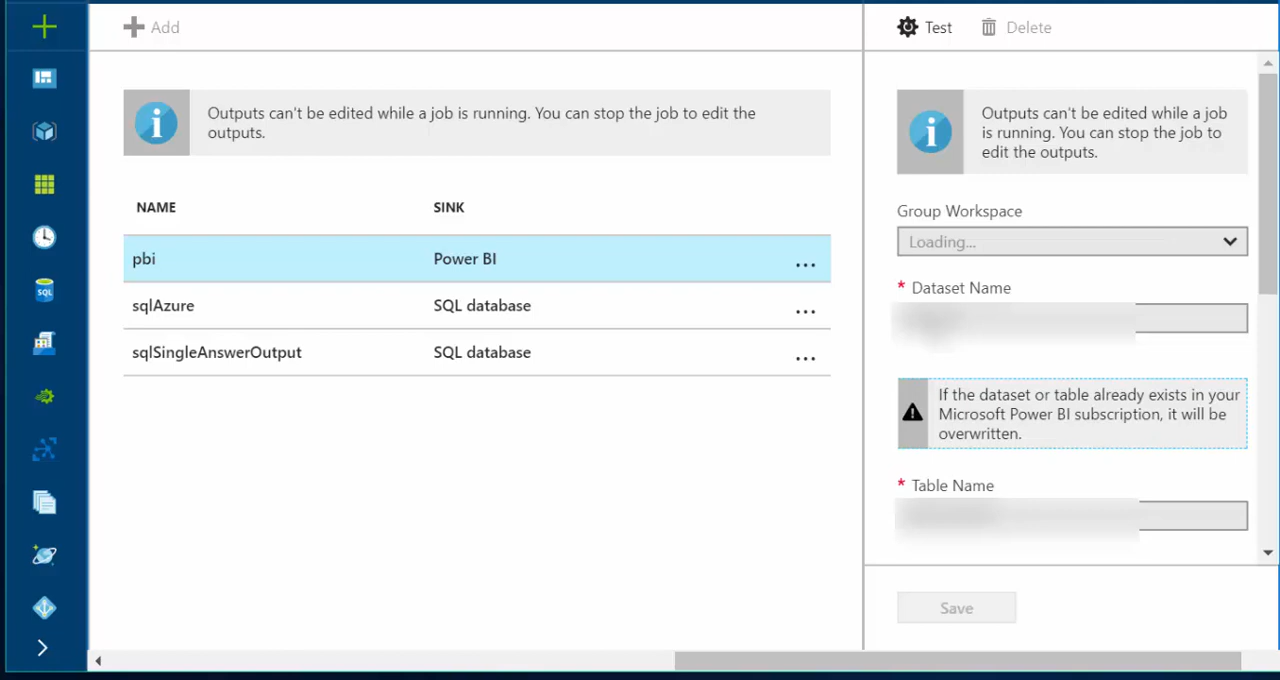 Add
Outputs can't be edited while a job is running. You can stop the job to edit the
outputs.
NAME SINK
pbi Power BI ...
sqlAzure SQL database ...
sqlSingleAnswerOutput SQL database ...
Test Delete
Outputs can't be edited while a job
is running. You can stop the job to
edit the outputs.
Group Workspace
Loading...
* Dataset Name
If the dataset or table already exists in your
Microsoft Power BI subscription, it will be
overwritten.
* Table Name
Save
SQL